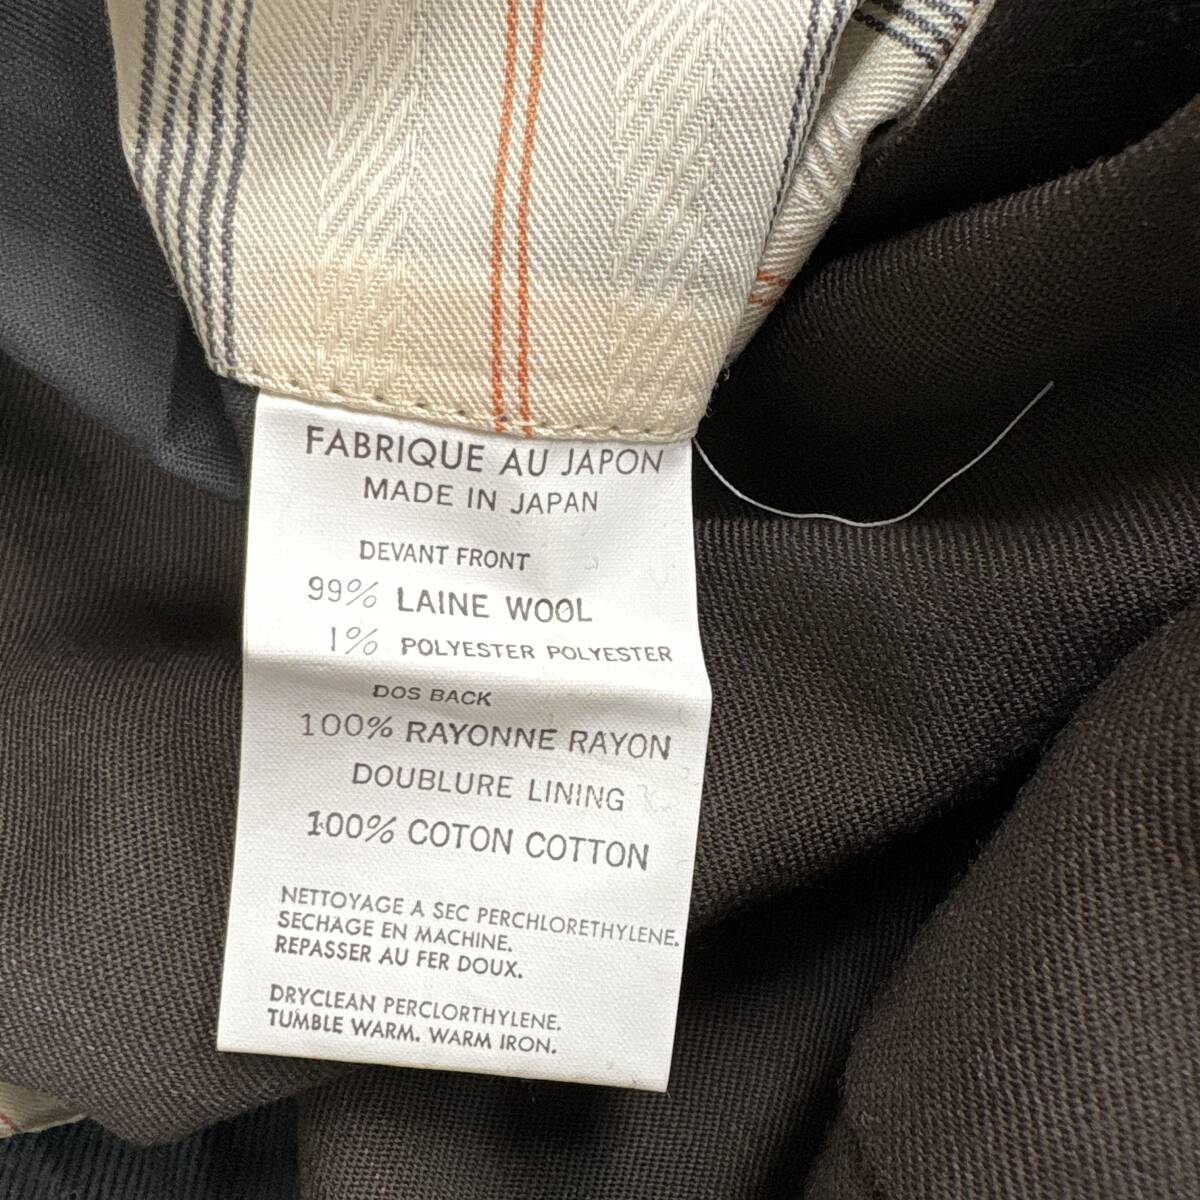 FABRIQUE AU JAPON
MADE IN JAPAN
DEVANT FRONT
99% LAINE WOOL
1% POLYESTER POLYESTER
DOS BACK
100% RAYONNE RAYON
DOUBLURE LINING
100% COTON COTTON
NETTOYAGE A SEC PERCHLORETHYLENE.
SECHAGE EN MACHINE.
REPASSER AU FER DOUX.
DRYCLEAN PERCLORTHYLENE.
TUMBLE WARM. WARM IRON.